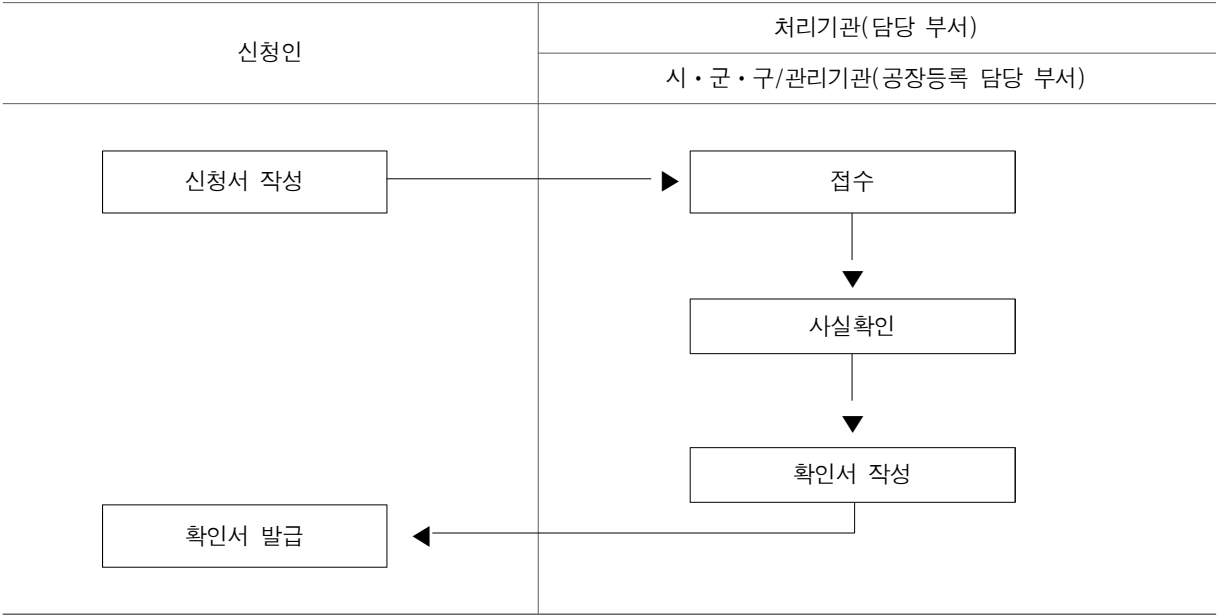 신청인
처리기관(담당 부서)
시・군・구/관리기관(공장등록 담당 부서)
신청서 작성
접수
사실확인
확인서 작성
확인서 발급